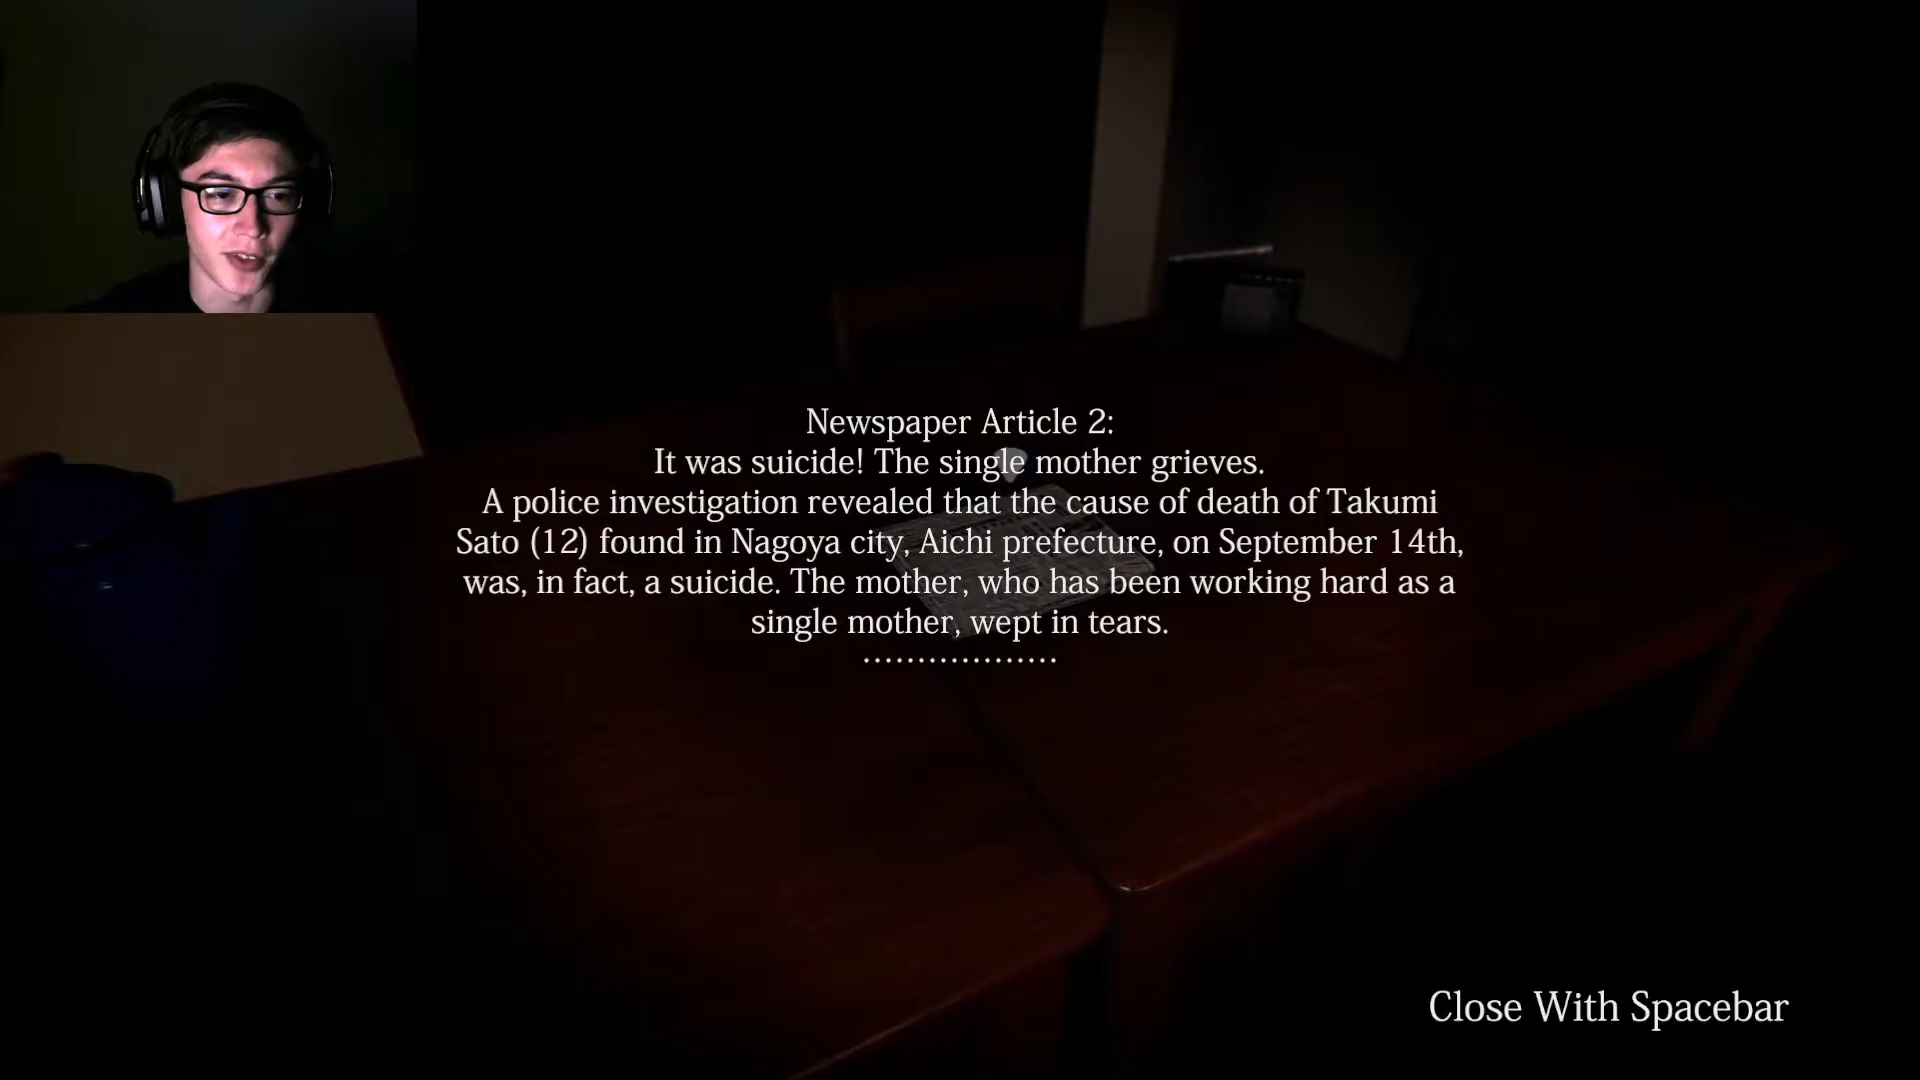 Newspaper Article 2:
It was suicide! The single mother grieves.
A police investigation revealed that the cause of death of Takumi
Sato (12) found in Nagoya city, Aichi prefecture, on September 14th,
was, in fact, a suicide. The mother, who has been working hard as a
single mother, wept in tears.
..................
Close With Spacebar